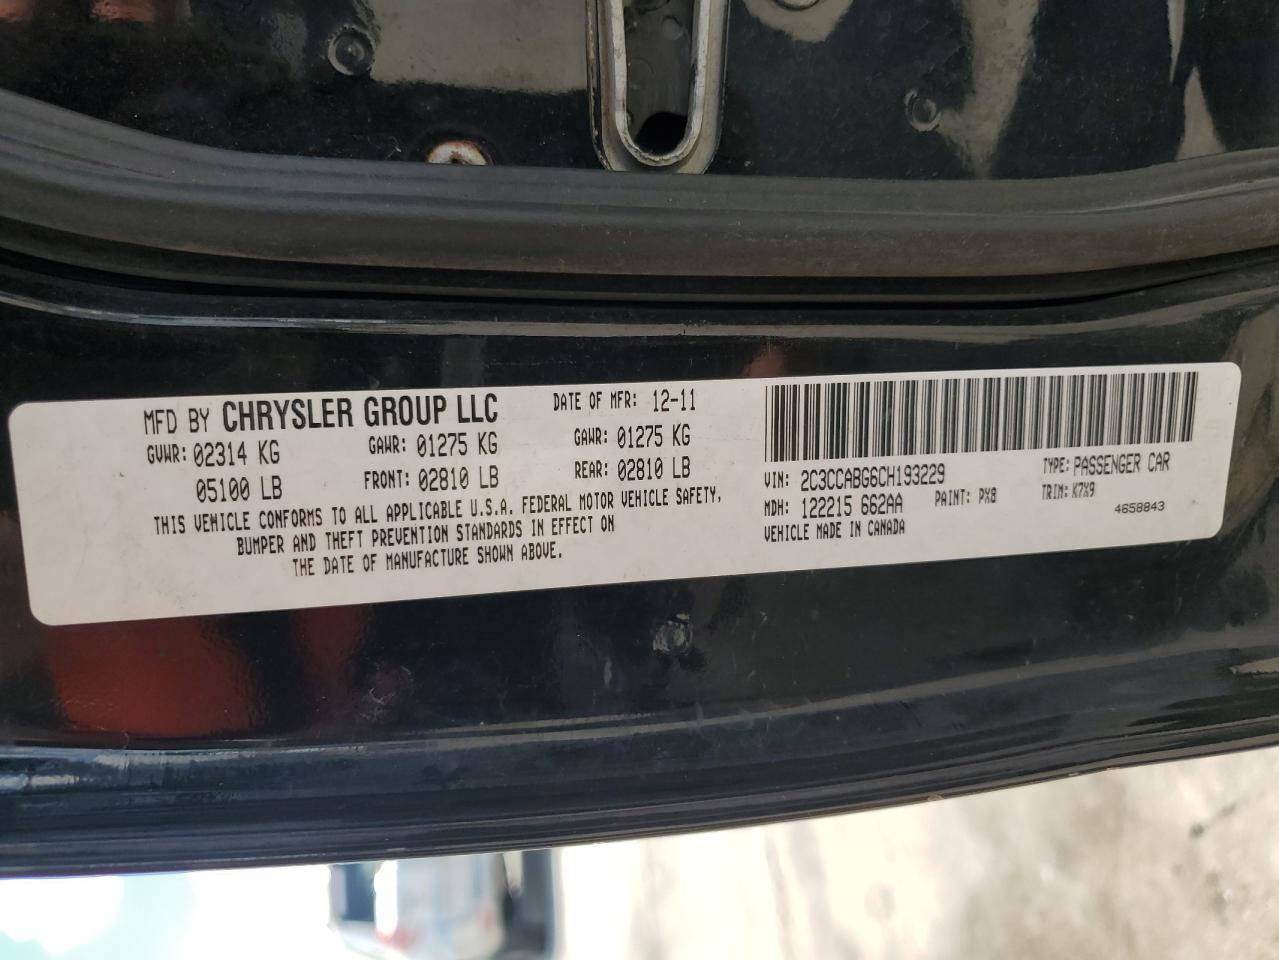 MFD BY CHRYSLER GROUP LLC DATE OF MFR: 12-11
GVWR: 02314 KG GAWR: 01275 KG GAWR: 01275 KG
05100 LB FRONT: 02810 LB REAR: 02810 LB
THIS VEHICLE CONFORMS TO ALL APPLICABLE U.S.A. FEDERAL MOTOR VEHICLE SAFETY,
BUMPER AND THEFT PREVENTION STANDARDS IN EFFECT ON
THE DATE OF MANUFACTURE SHOWN ABOVE.
VIN: 2C3CCABG6CH193229 TYPE: PASSENGER CAR
MDH: 122215 662AA PAINT: PX8 TRIM: K7X9
VEHICLE MADE IN CANADA 4658843